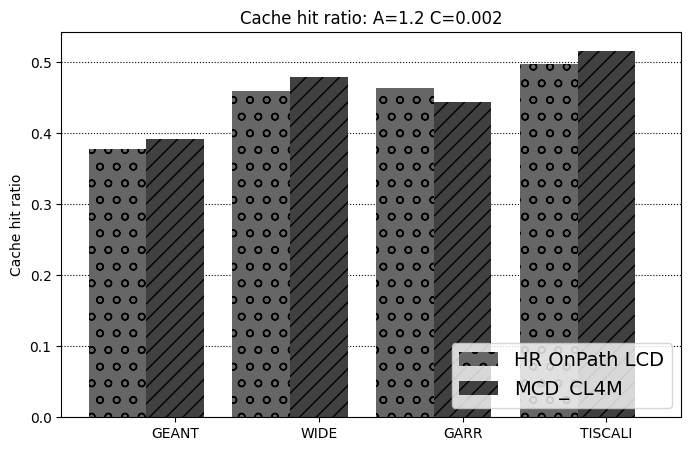 Cache hit ratio: A=1.2 C=0.002
Cache hit ratio
0.5
0.4
0.3
0.2
0.1
0.0
GEANT WIDE GARR TISCALI
HR OnPath LCD
MCD_CL4M